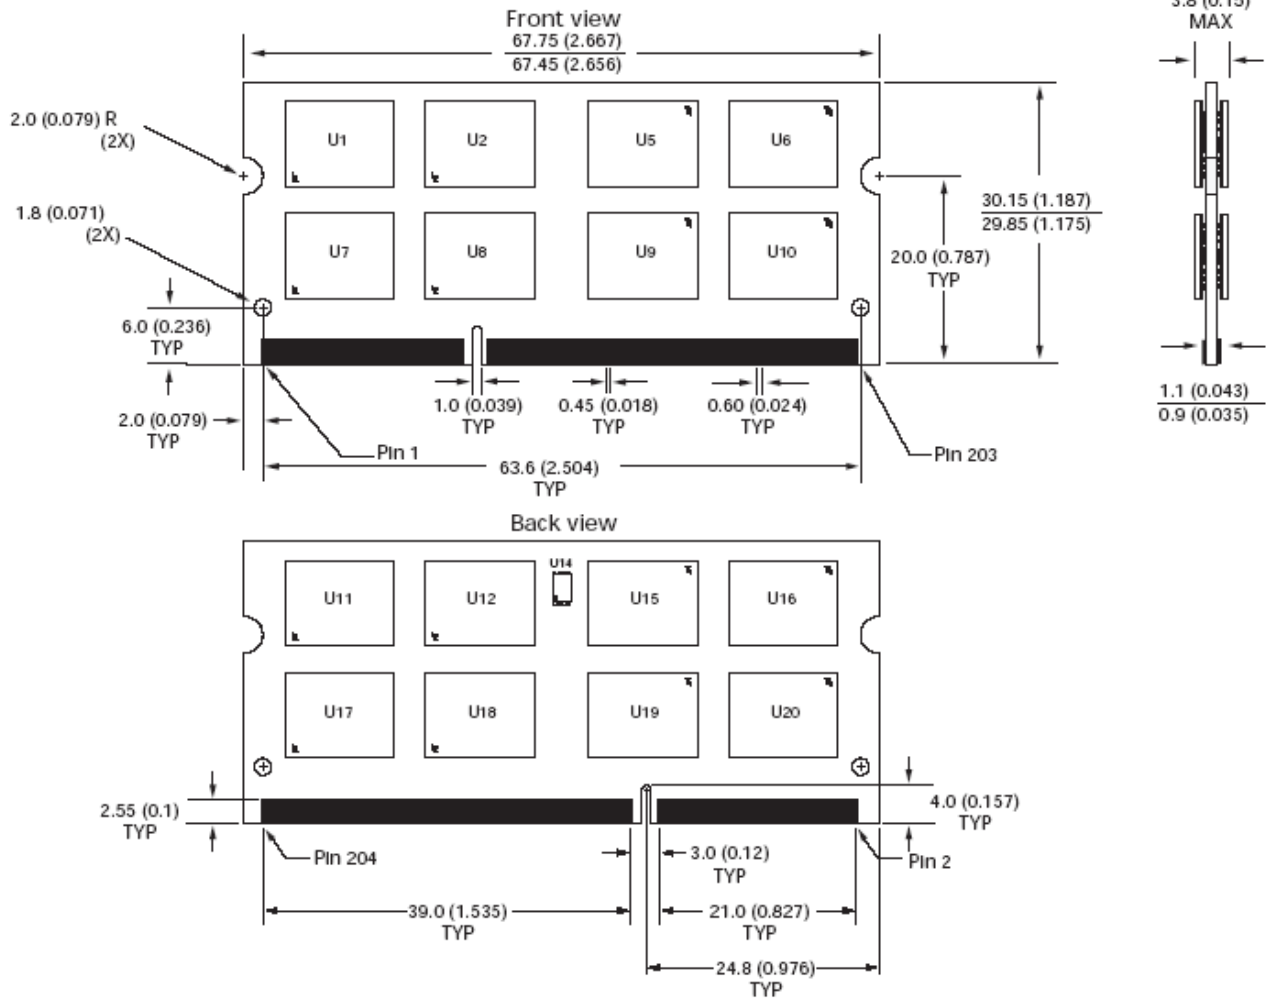 Front view
67.75 (2.667)
67.45 (2.656)
3.8 (0.15)
MAX
2.0 (0.079) R
(2X)
U1
U2
U5
U6
1.8 (0.071)
(2X)
U7
U8
U9
U10
30.15 (1.187)
29.85 (1.175)
20.0 (0.787)
TYP
6.0 (0.236)
TYP
2.0 (0.079)
TYP
1.0 (0.039)
TYP
0.45 (0.018)
TYP
0.60 (0.024)
TYP
1.1 (0.043)
0.9 (0.035)
Pin 1
63.6 (2.504)
TYP
Pin 203
Back view
U11
U12
U14
U15
U16
U17
U18
U19
U20
2.55 (0.1)
TYP
4.0 (0.157)
TYP
Pin 204
3.0 (0.12)
TYP
Pin 2
39.0 (1.535)
TYP
21.0 (0.827)
TYP
24.8 (0.976)
TYP